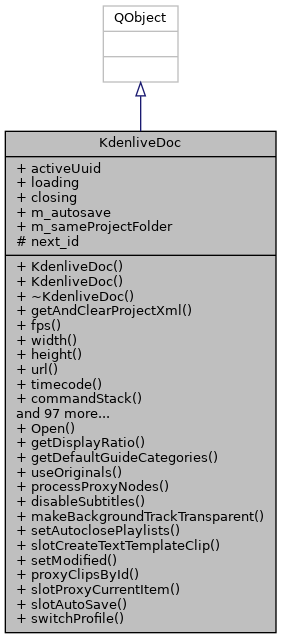 QObject
KdenliveDoc
+ activeUuid
+ loading
+ closing
+ m_autosave
+ m_sameProjectFolder
# next_id
+ KdenliveDoc()
+ KdenliveDoc()
+ ~KdenliveDoc()
+ getAndClearProjectXml()
+ fps()
+ width()
+ height()
+ url()
+ timecode()
+ commandStack()
and 97 more...
+ Open()
+ getDisplayRatio()
+ getDefaultGuideCategories()
+ useOriginals()
+ processProxyNodes()
+ disableSubtitles()
+ makeBackgroundTrackTransparent()
+ setAutoclosePlaylists()
+ slotCreateTextTemplateClip()
+ setModified()
+ proxyClipsById()
+ slotProxyCurrentItem()
+ slotAutoSave()
+ switchProfile()